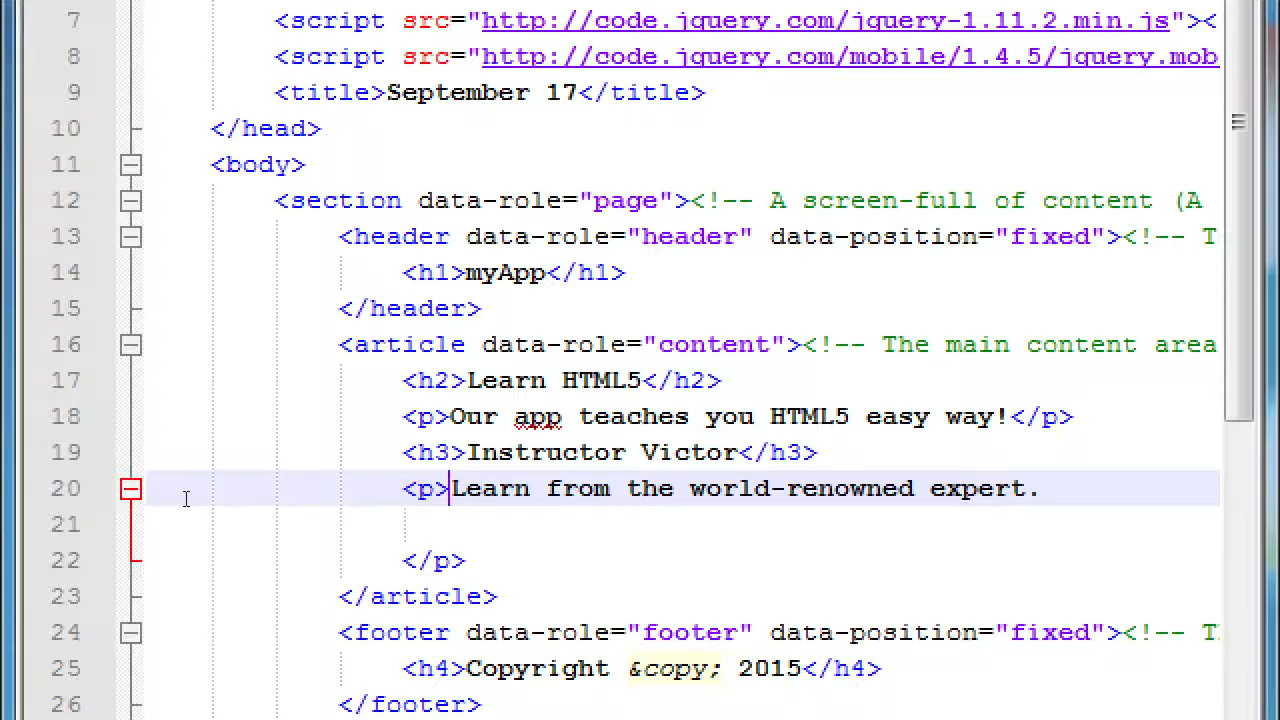 7 <script src="http://code.jquery.com/jquery-1.11.2.min.js"><
8 <script src="http://code.jquery.com/mobile/1.4.5/jquery.mob
9 <title>September 17</title>
10 </head>
11 <body>
12 <section data-role="page"><!-- A screen-full of content (A
13 <header data-role="header" data-position="fixed"><!-- T
14 <h1>myApp</h1>
15 </header>
16 <article data-role="content"><!-- The main content area
17 <h2>Learn HTML5</h2>
18 <p>Our app teaches you HTML5 easy way!</p>
19 <h3>Instructor Victor</h3>
20 <p>Learn from the world-renowned expert.
21
22 </p>
23 </article>
24 <footer data-role="footer" data-position="fixed"><!-- T
25 <h4>Copyright &copy; 2015</h4>
26 </footer>